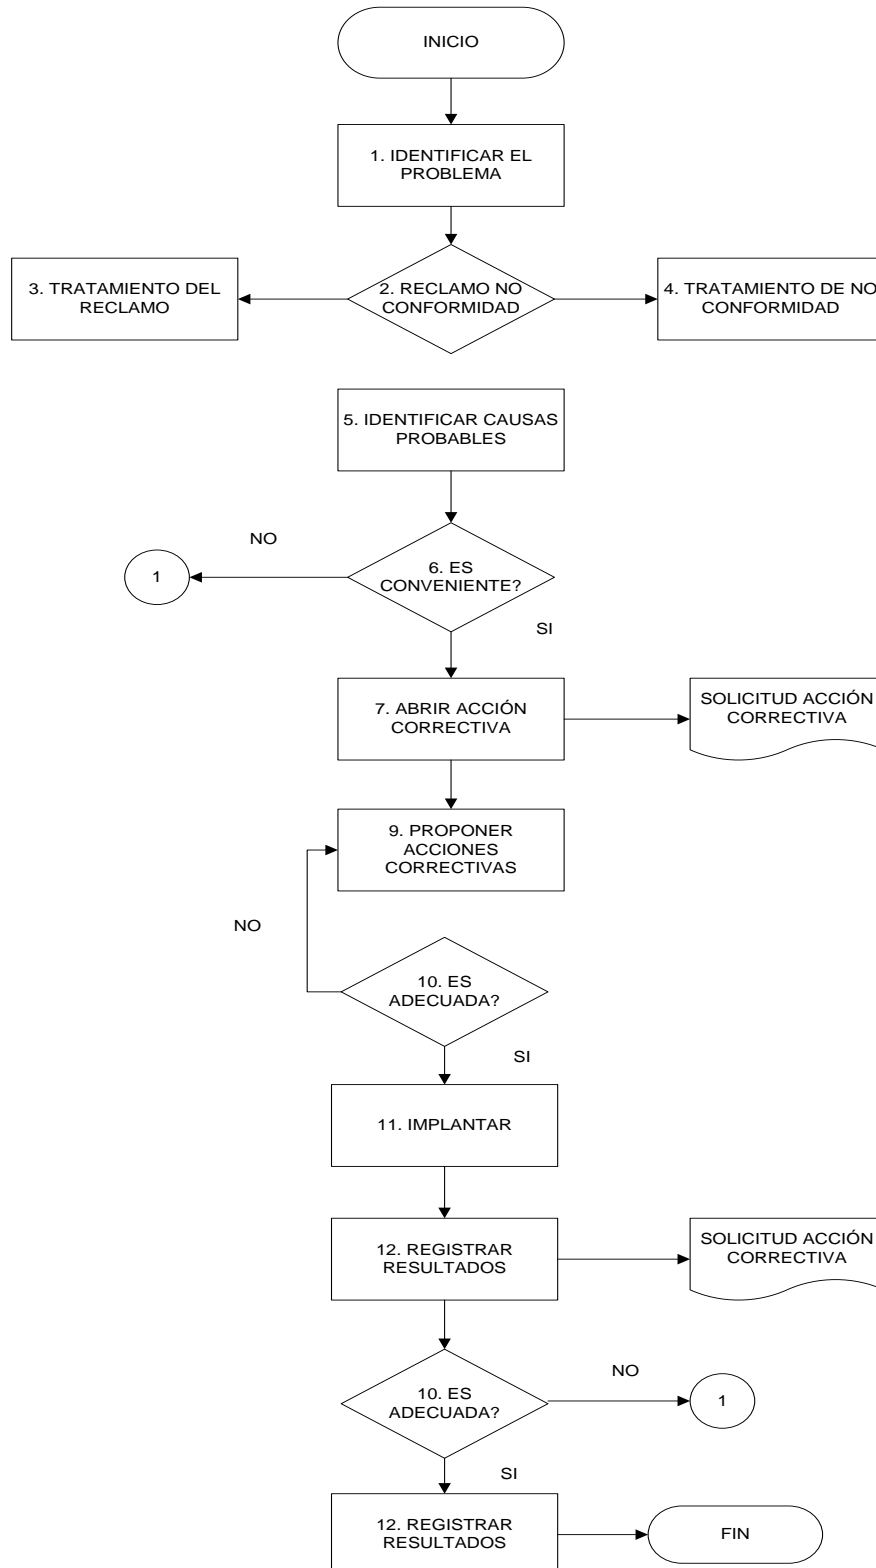 INICIO
1. IDENTIFICAR EL
PROBLEMA
3. TRATAMIENTO DEL
RECLAMO
2. RECLAMO NO
CONFORMIDAD
4. TRATAMIENTO DE NO
CONFORMIDAD
5. IDENTIFICAR CAUSAS
PROBABLES
NO
1
6. ES
CONVENIENTE?
SI
7. ABRIR ACCIÓN
CORRECTIVA
SOLICITUD ACCIÓN
CORRECTIVA
9. PROPONER
ACCIONES
CORRECTIVAS
NO
10. ES
ADECUADA?
SI
11. IMPLANTAR
12. REGISTRAR
RESULTADOS
SOLICITUD ACCIÓN
CORRECTIVA
10. ES
ADECUADA?
NO
1
SI
12. REGISTRAR
RESULTADOS
FIN